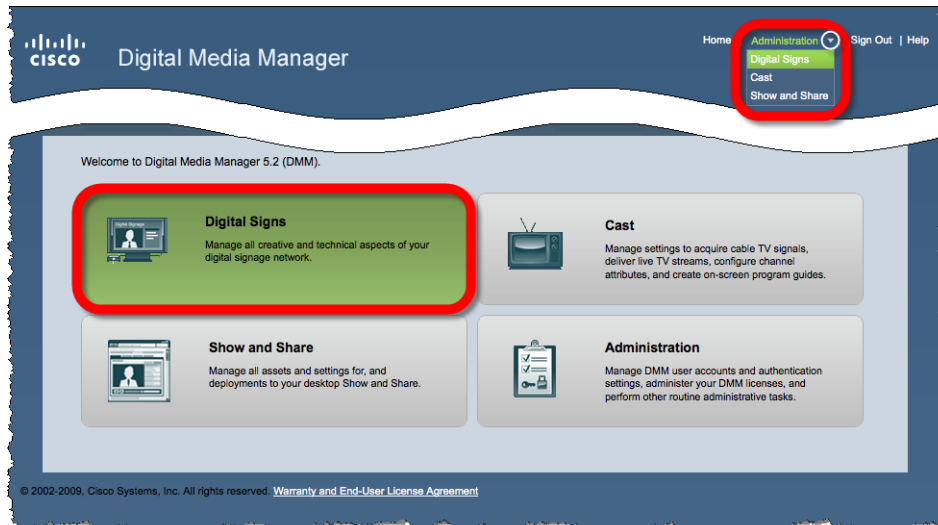 Home Administration Sign Out | Help
CISCO Digital Media Manager
Digital Signs
Cast
Show and Share
Welcome to Digital Media Manager 5.2 (DMM).
Digital Signs
Manage all creative and technical aspects of your
digital signage network.
Cast
Manage settings to acquire cable TV signals,
deliver live TV streams, configure channel
attributes, and create on-screen program guides.
Show and Share
Manage all assets and settings for, and
deployments to your desktop Show and Share.
Administration
Manage DMM user accounts and authentication
settings, administer your DMM licenses, and
perform other routine administrative tasks.
© 2002-2009, Cisco Systems, Inc. All rights reserved. Warranty and End-User License Agreement